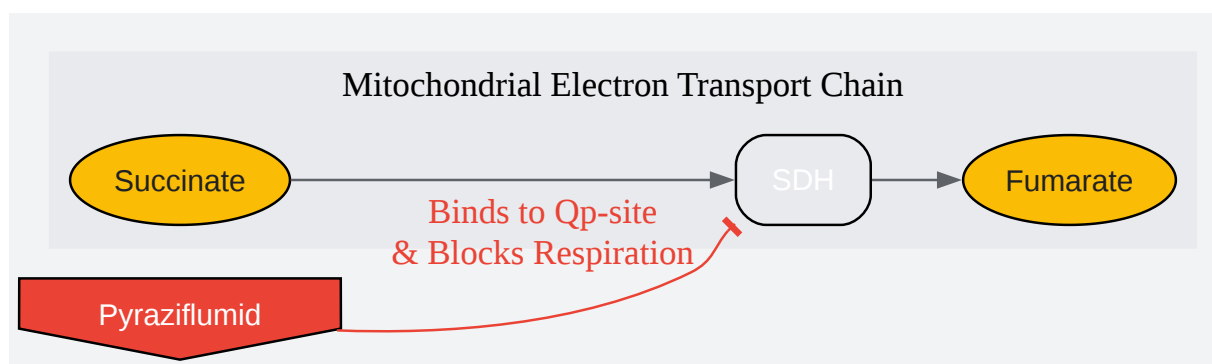 Mitochondrial Electron Transport Chain
Succinate
SDH
Fumarate
Binds to Qp-site
& Blocks Respiration
Pyraziflumid